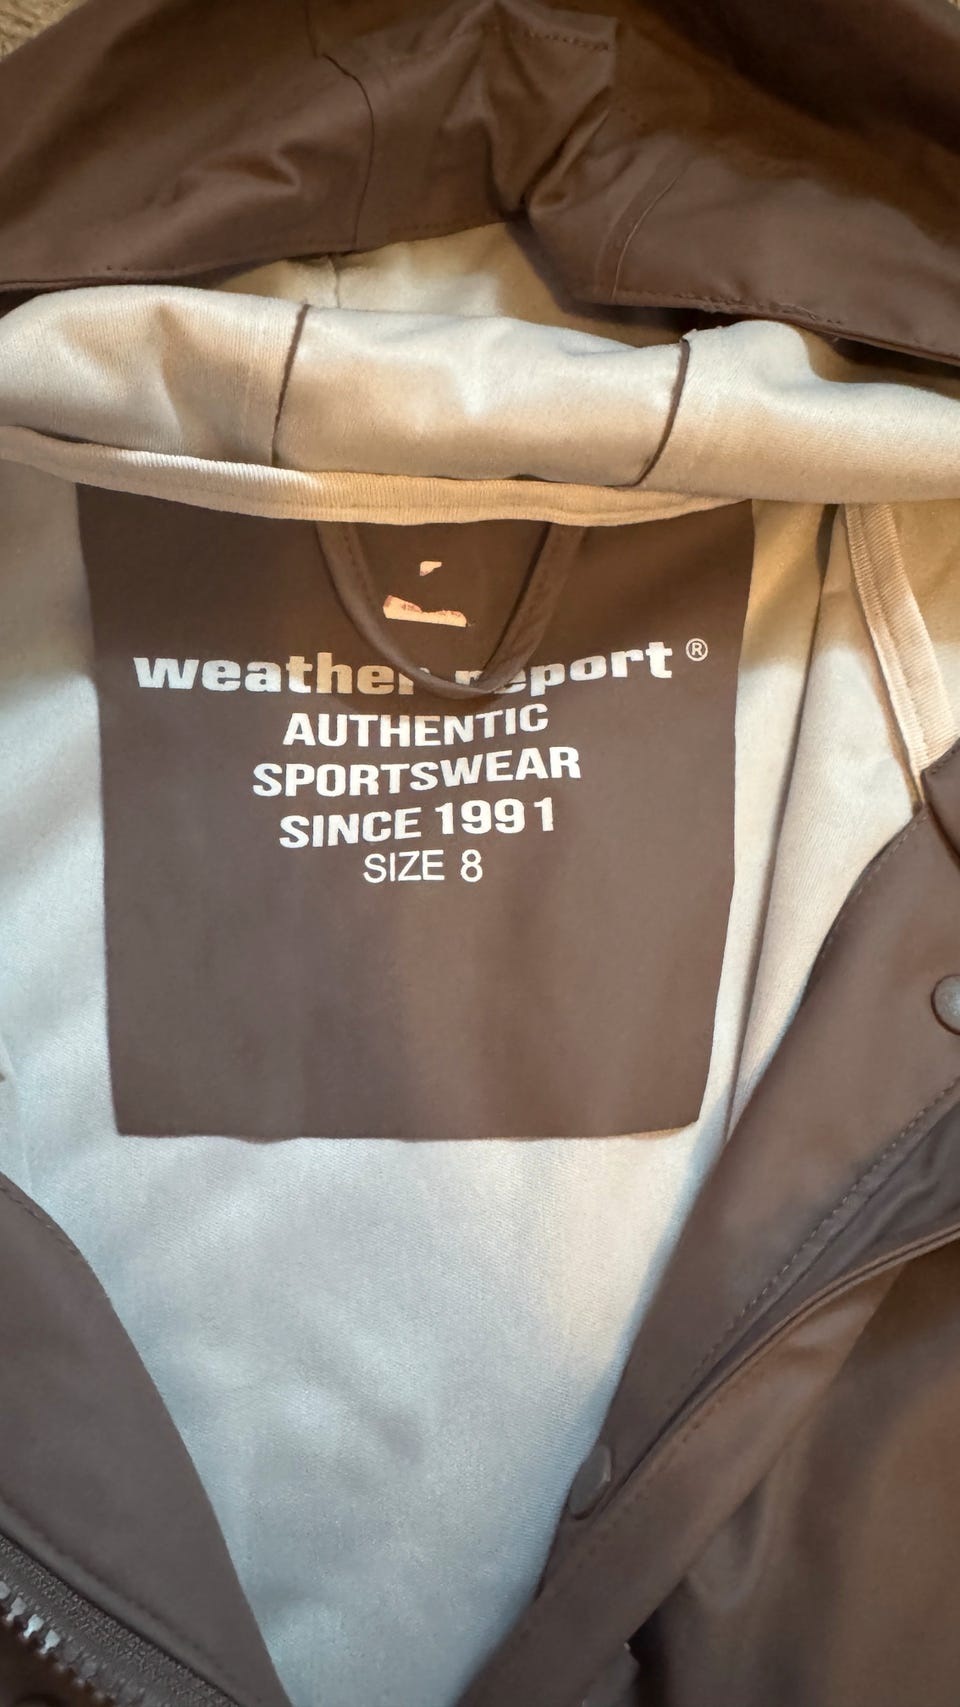 weather report®
AUTHENTIC
SPORTSWEAR
SINCE 1991
SIZE 8